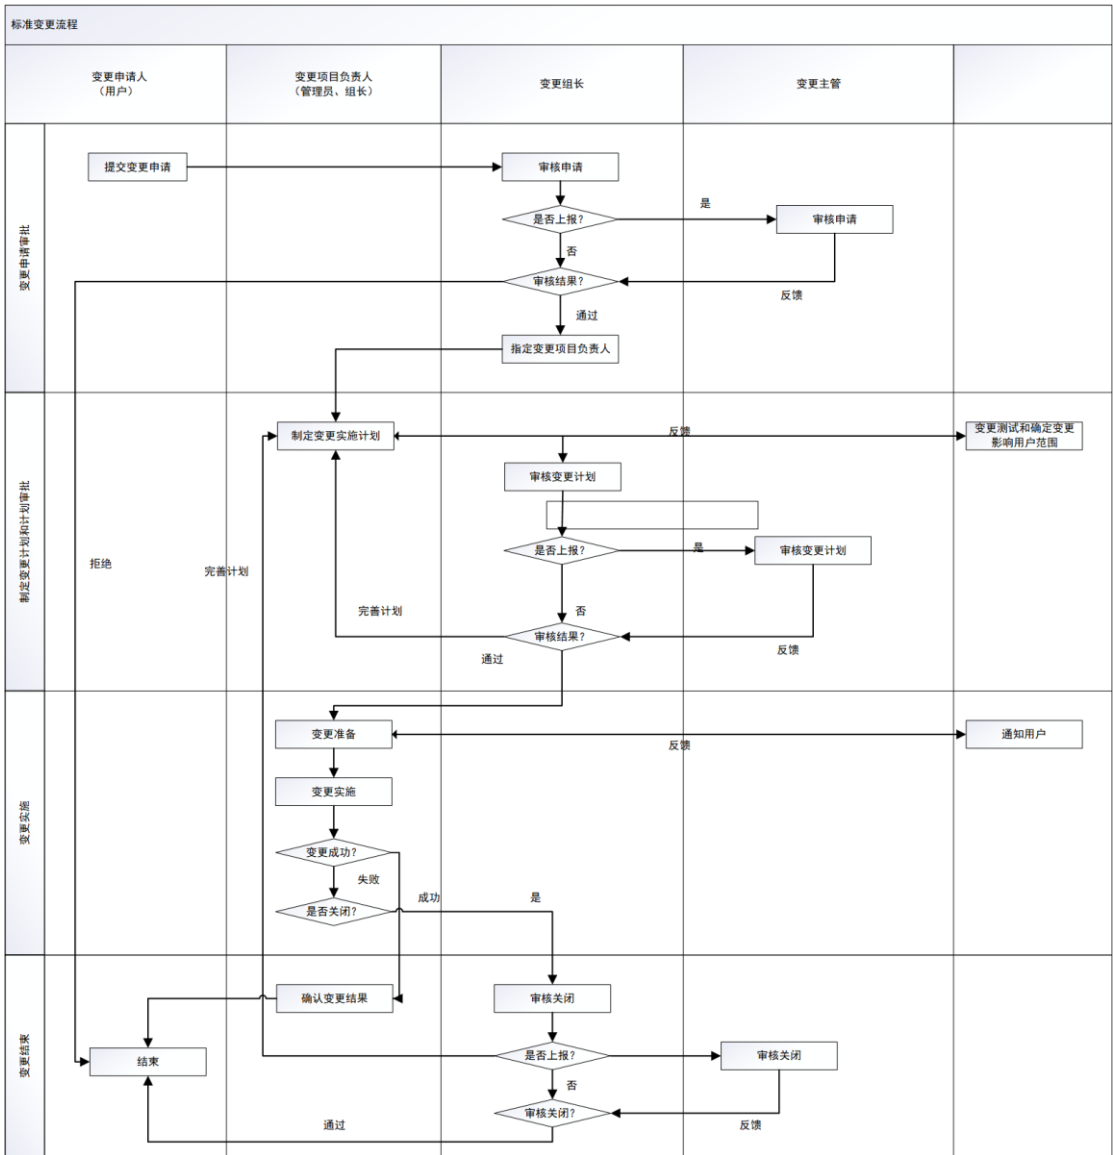 标准变更流程
变更申请人
（用户）
变更项目负责人
（管理员、组长）
变更组长
变更主管
变更申请审批
提交变更申请
审核申请
是否上报？
是
审核申请
否
审核结果？
反馈
通过
指定变更项目负责人
制定变更计划和计划审批
制定变更实施计划
反馈
变更测试和确定变更
影响用户范围
审核变更计划
是否上报？
是
审核变更计划
拒绝
完善计划
完善计划
否
审核结果？
反馈
通过
变更实施
变更准备
反馈
通知用户
变更实施
变更成功？
失败
成功
是
是否关闭？
变更结束
确认变更结果
审核关闭
结束
是否上报？
审核关闭
否
审核关闭？
通过
反馈